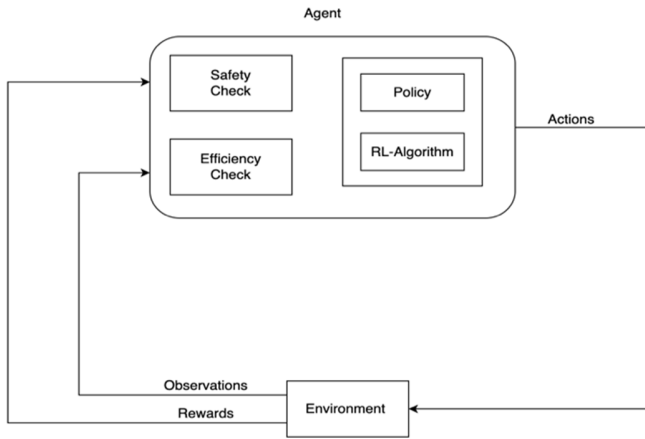 Agent
Safety
Check
Policy
Actions
RL-Algorithm
Efficiency
Check
Observations
Rewards
Environment